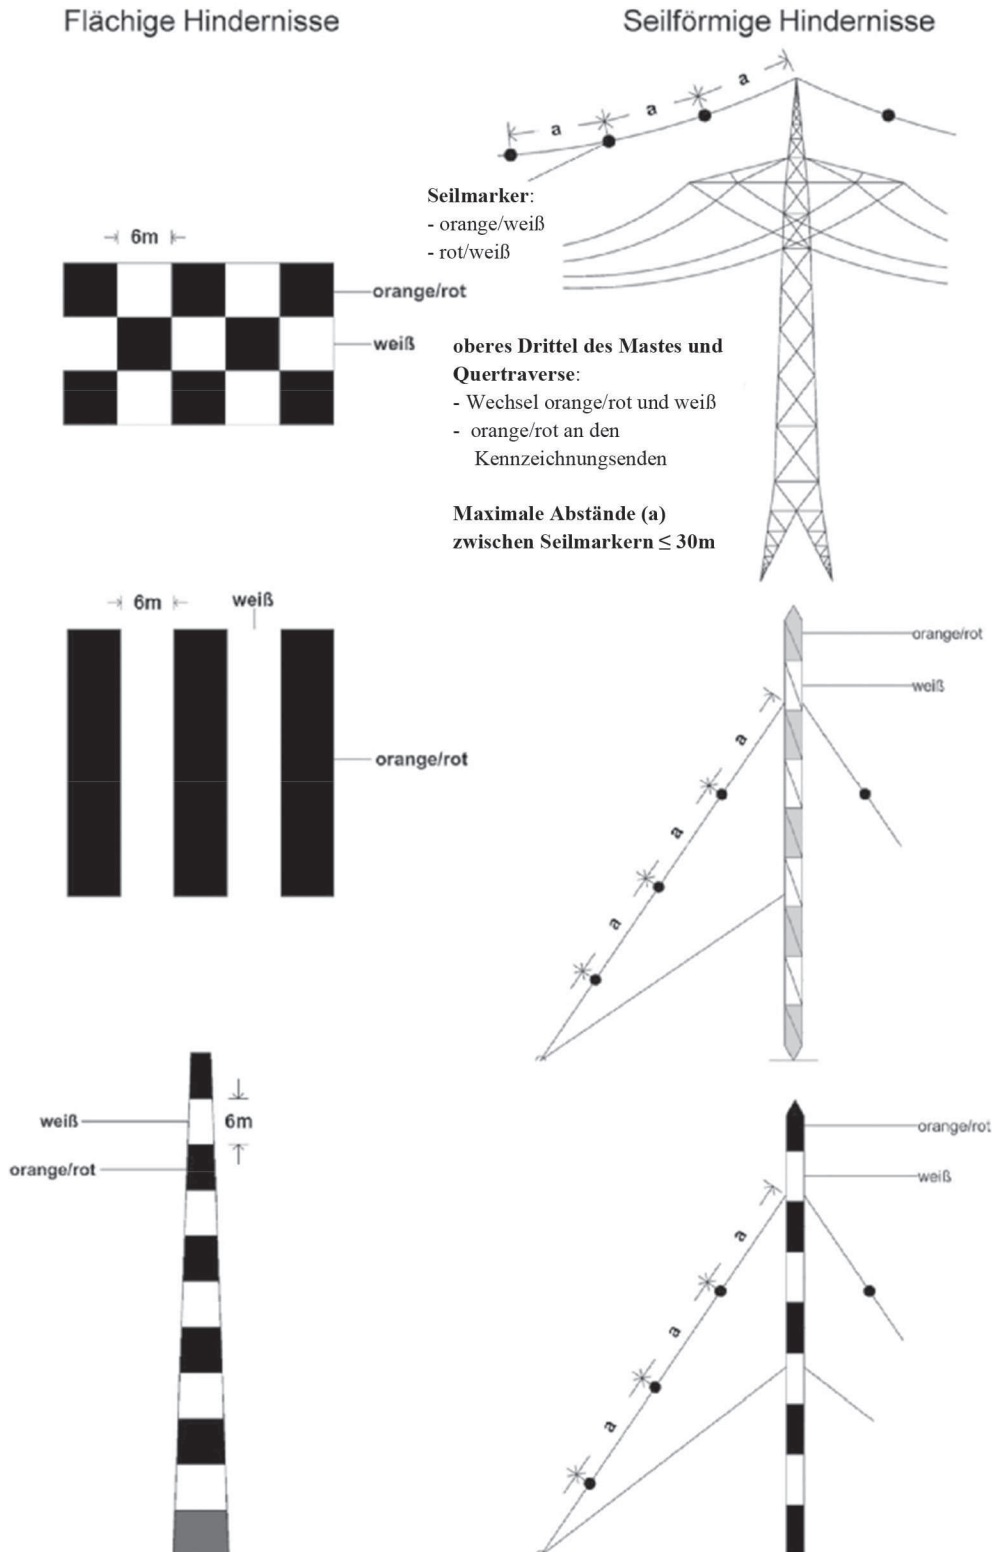 Flächige Hindernisse
6m
orange/rot
weiß
6m
weiß
orange/rot
weiß
6m
orange/rot
Seilförmige Hindernisse
a
a
a
Seilmarker:
- orange/weiß
- rot/weiß
oberes Drittel des Mastes und
Quertraverse:
- Wechsel orange/rot und weiß
- orange/rot an den
Kennzeichnungsenden
Maximale Abstände (a)
zwischen Seilmarkern ≤ 30m
orange/rot
weiß
a
a
a
orange/rot
weiß
a
a
a